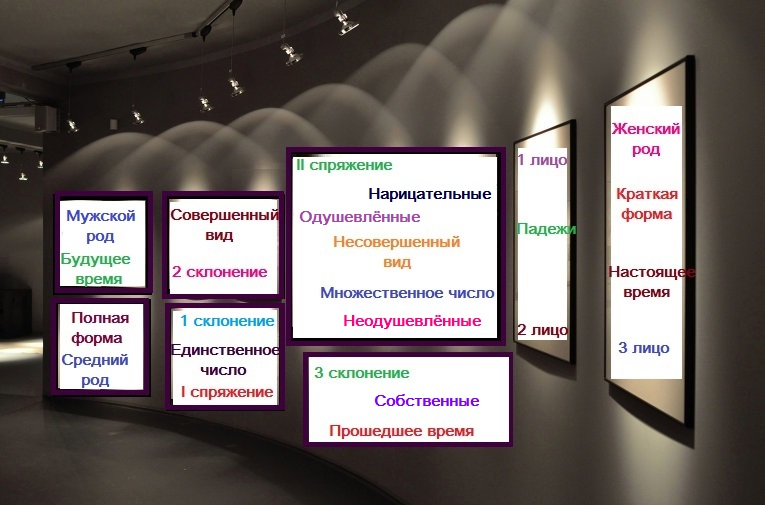 Мужской
род
Будущее
время
Полная
форма
Средний
род
Совершенный
вид
2 склонение
1 склонение
Единственное
число
I спряжение
II спряжение
Нарицательные
Одушевлённые
Несовершенный
вид
Множественное число
Неодушевлённые
3 склонение
Собственные
Прошедшее время
1 лицо
Падежи
2 лицо
Женский
род
Краткая
форма
Настоящее
время
3 лицо